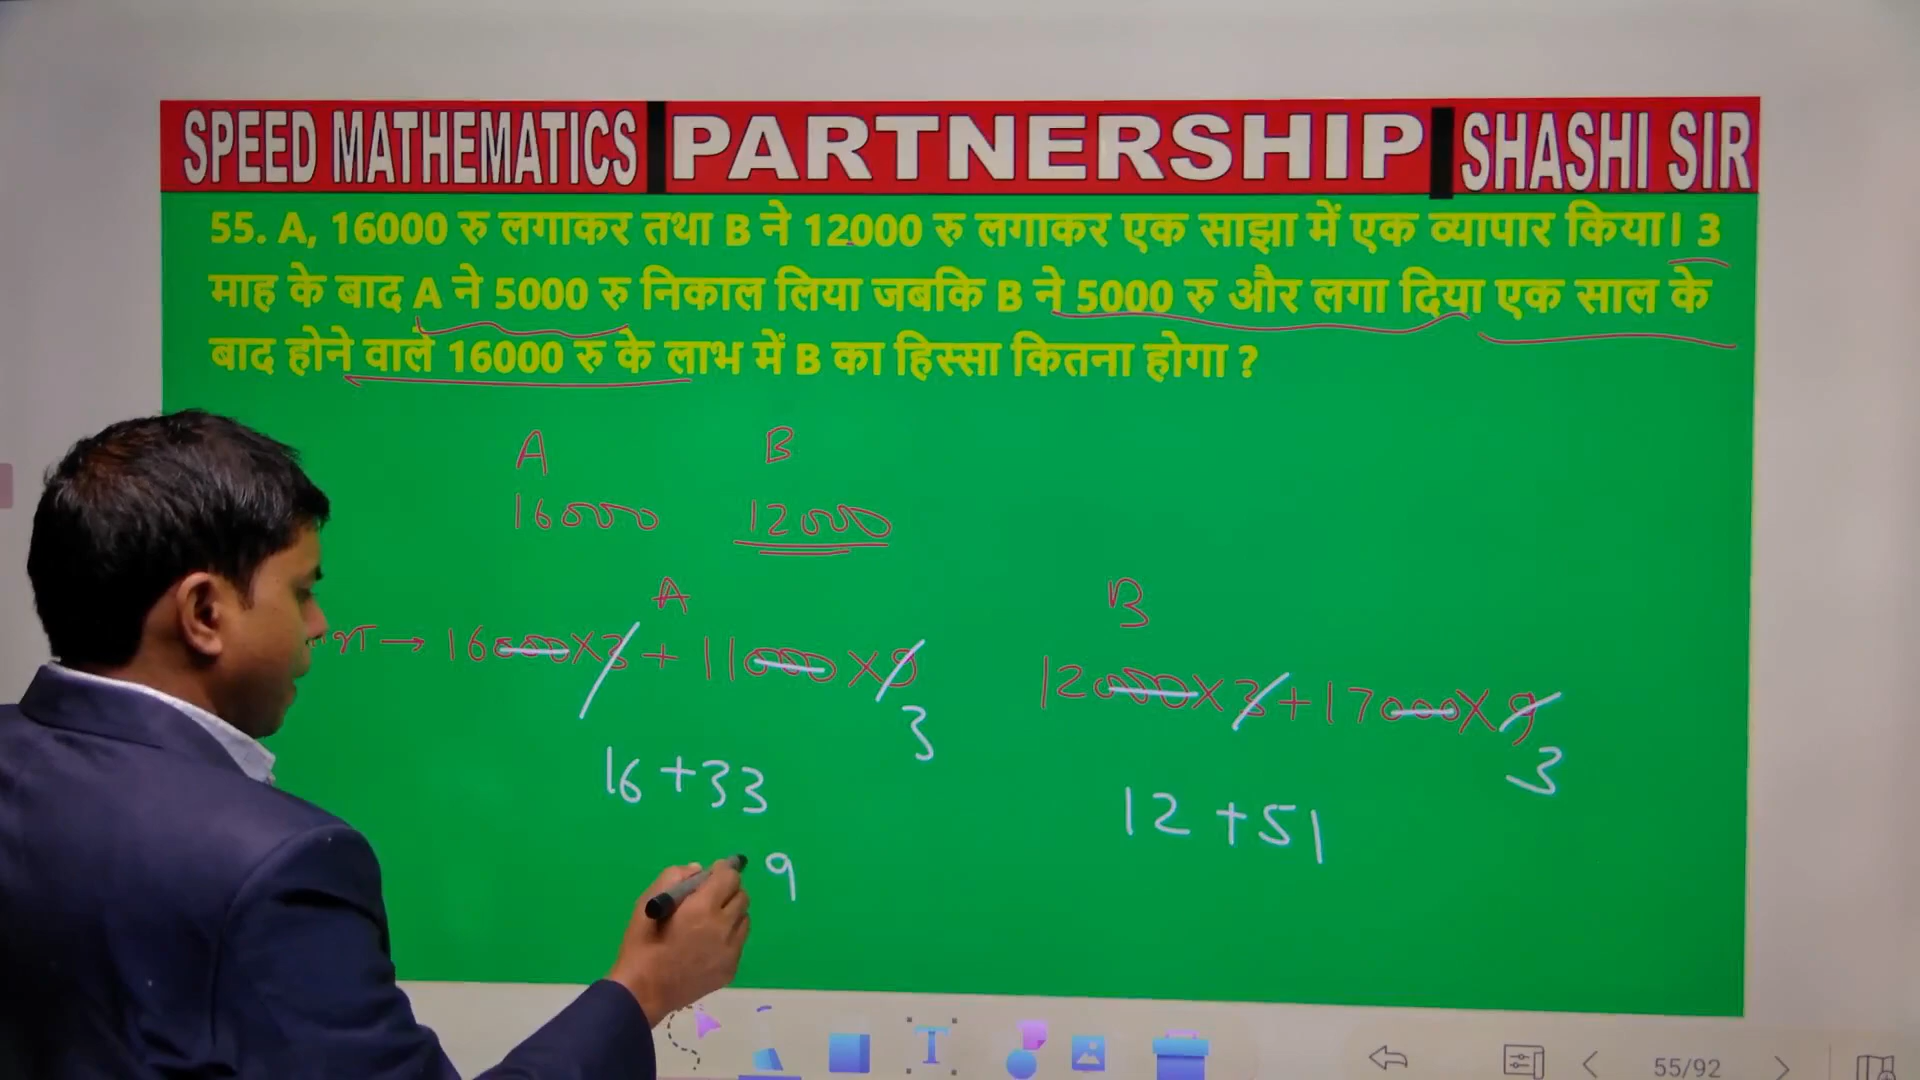 SPEED MATHEMATICS PARTNERSHIP SHASHI SIR
55. A, 16000 रु लगाकर तथा B ने 12000 रु लगाकर एक साझा में एक व्यापार किया। 3
माह के बाद A ने 5000 रु निकाल लिया जबकि B ने 5000 रु और लगा दिया एक साल के
बाद होने वाले 16000 रु के लाभ में B का हिस्सा कितना होगा ?
A B
16000 12000
A B
→ 16000×3 + 11000×9
12000×3+17000×9
3
3
16+33
12+51
9
T
55/92